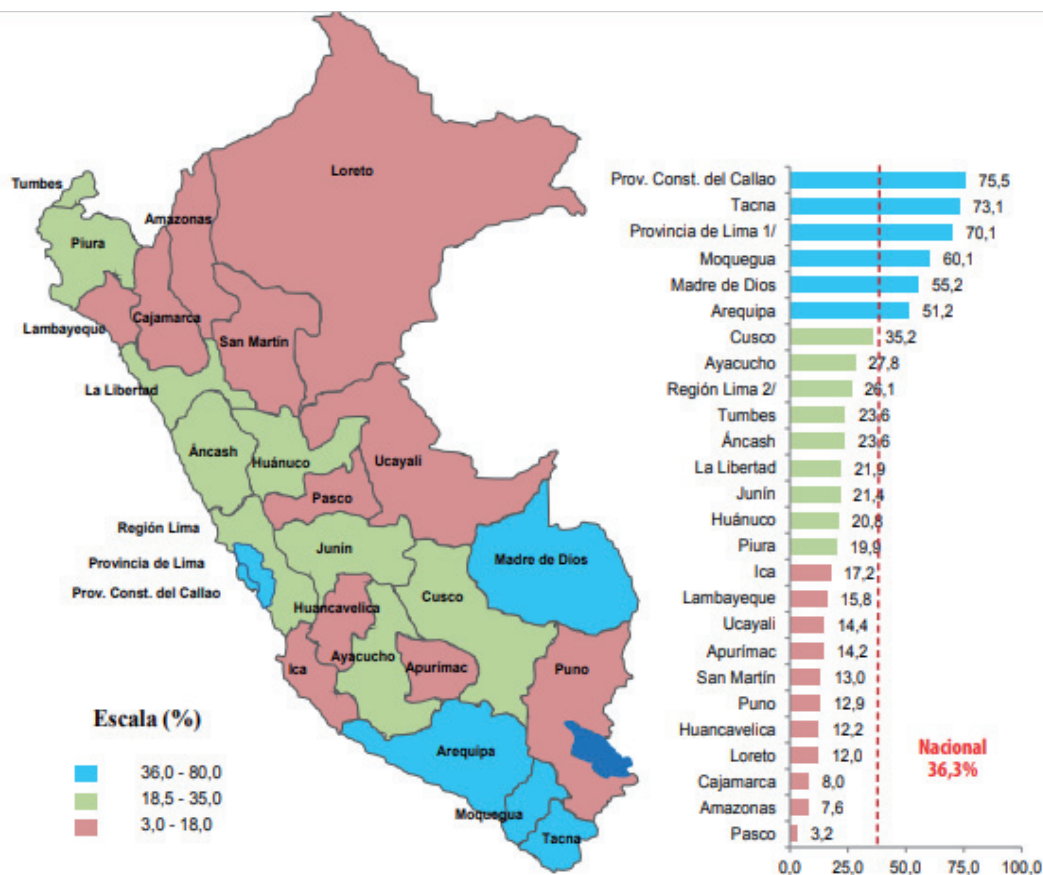 Loreto
Tumbes
Amazonas
Piura
Cajamarca
Lambayeque
San Martín
La Libertad
Áncash
Huánuco
Ucayali
Pasco
Región Lima
Junín
Madre de Dios
Provincia de Lima
Prov. Const. del Callao
Cusco
Huancavelica
Ayacucho
Apurímac
Ica
Puno
Arequipa
Moquegua
Tacna
Escala (%)
36,0 - 80,0
18,5 - 35,0
3,0 - 18,0
Prov. Const. del Callao 75,5
Tacna 73,1
Provincia de Lima 1/ 70,1
Moquegua 60,1
Madre de Dios 55,2
Arequipa 51,2
Cusco 35,2
Ayacucho 27,8
Región Lima 2/ 26,1
Tumbes 23,6
Áncash 23,6
La Libertad 21,9
Junín 21,4
Huánuco 20,8
Piura 19,9
Ica 17,2
Lambayeque 15,8
Ucayali 14,4
Apurímac 14,2
San Martín 13,0
Puno 12,9
Huancavelica 12,2
Loreto 12,0
Cajamarca 8,0
Amazonas 7,6
Pasco 3,2
Nacional
36,3%
0,0 25,0 50,0 75,0 100,0